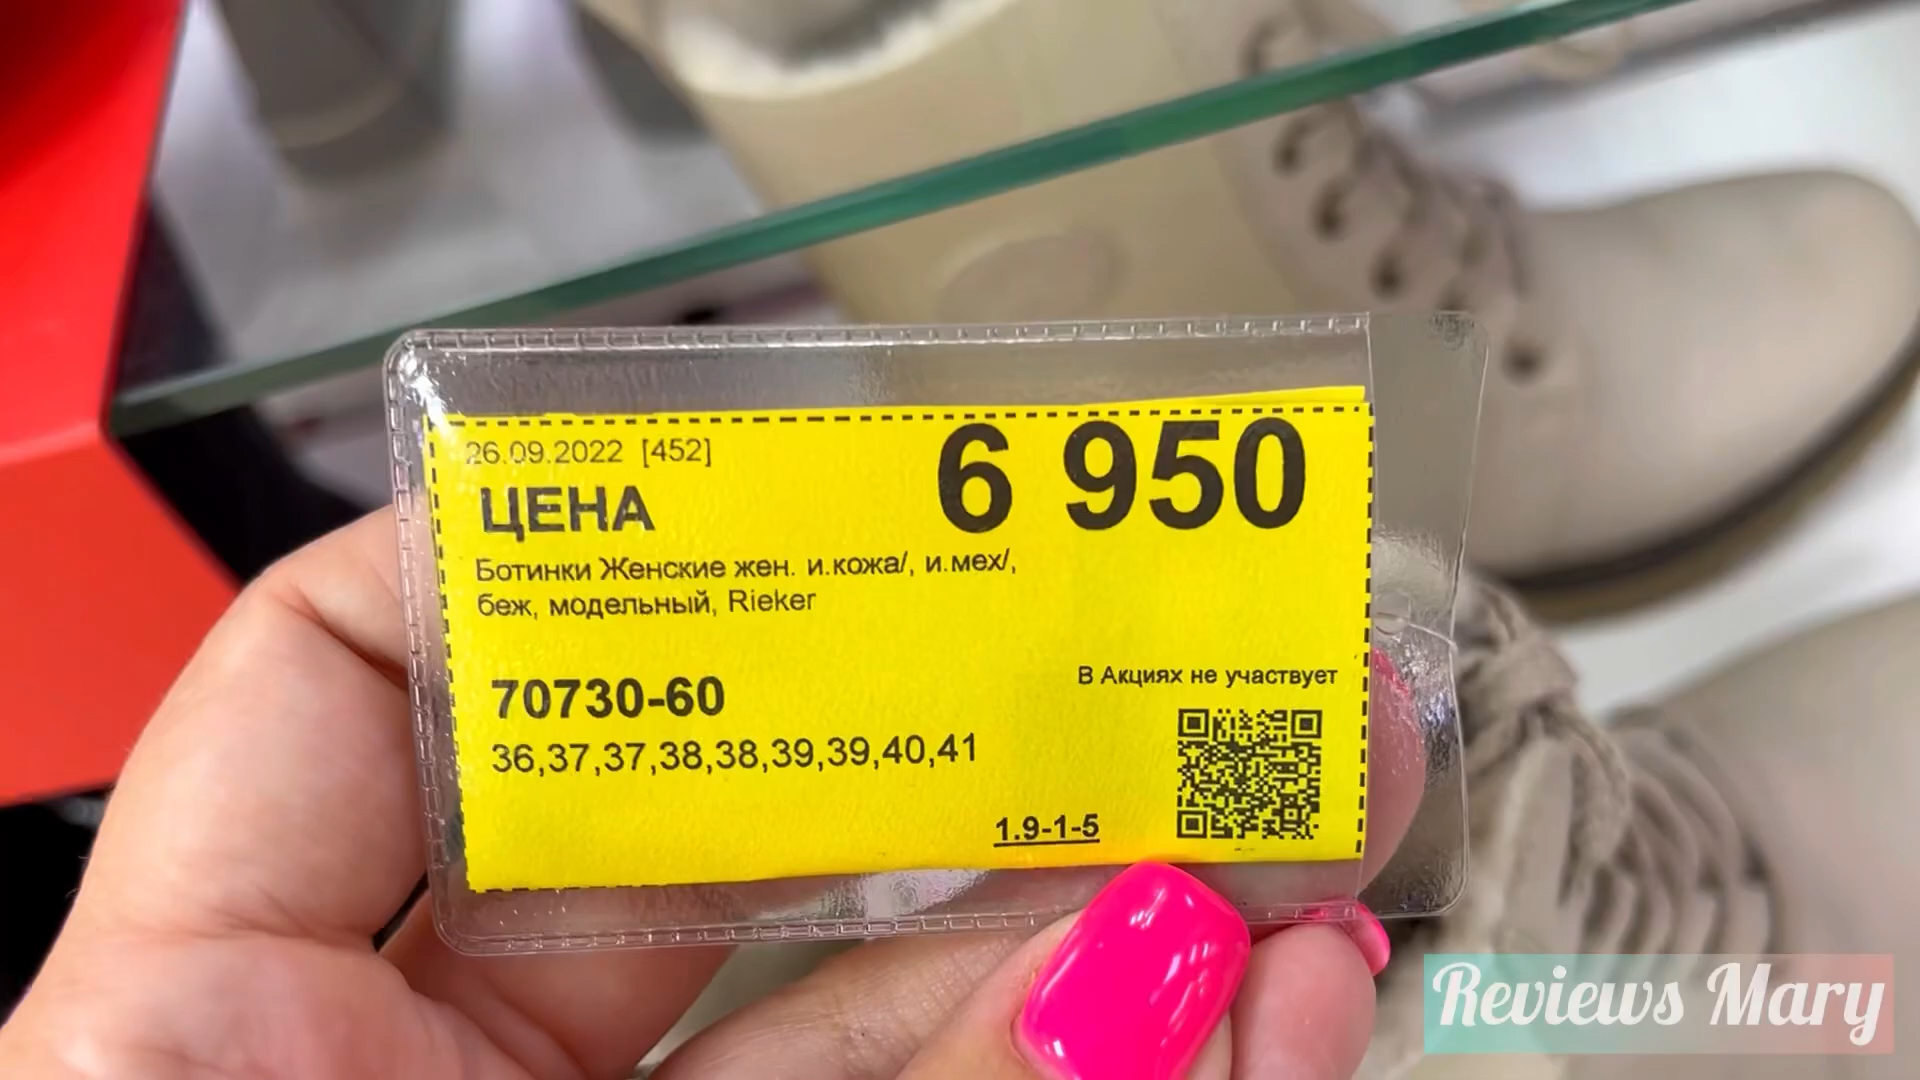 26.09.2022 [452]
ЦЕНА
6 950
Ботинки Женские жен. и.кожа/, и.мех/,
беж, модельный, Rieker
70730-60
В Акциях не участвует
36,37,37,38,38,39,39,40,41
1.9-1-5
Reviews Mary